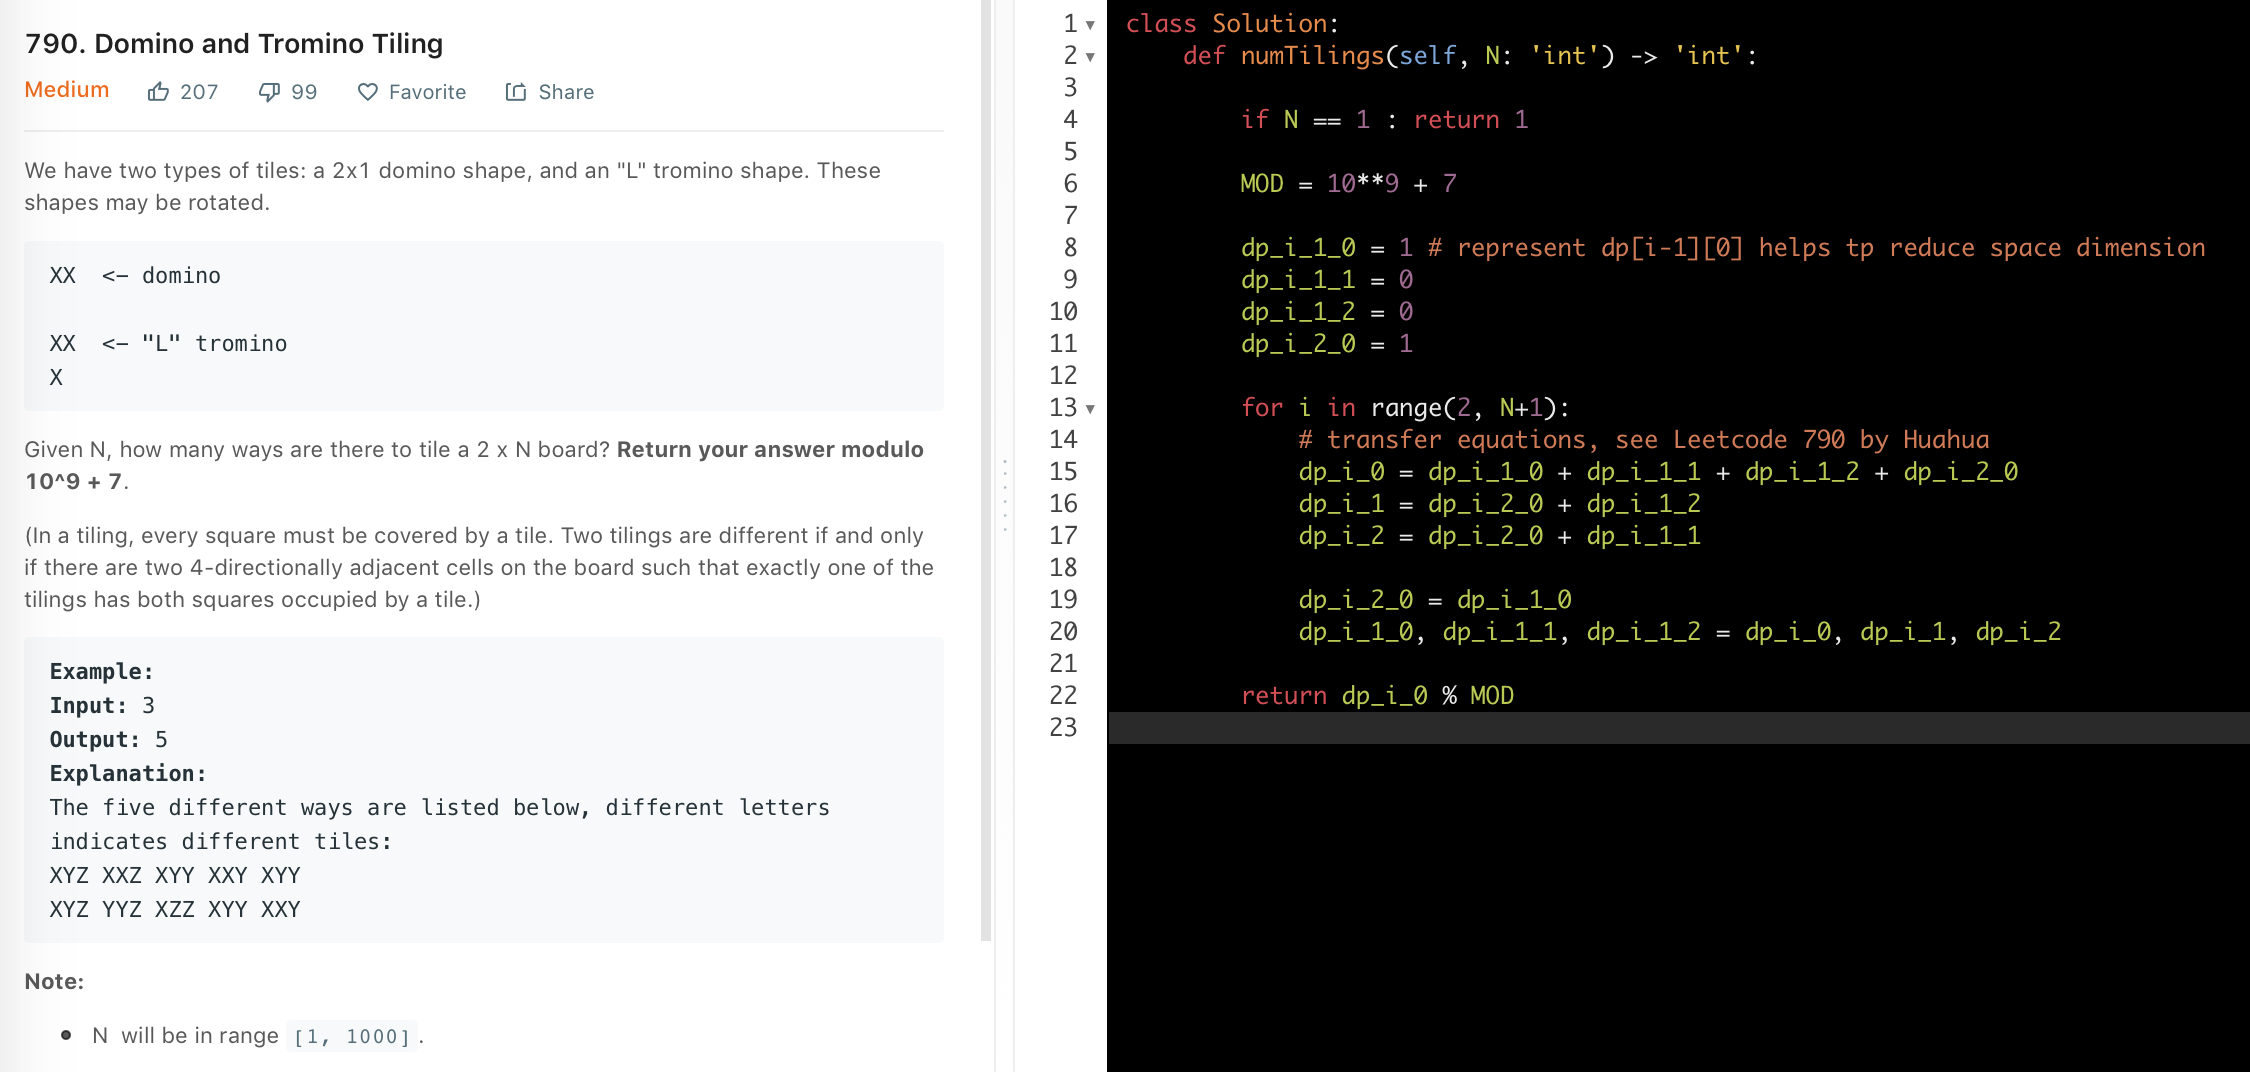 790. Domino and Tromino Tiling
Medium 207 99 Favorite Share
We have two types of tiles: a 2x1 domino shape, and an "L" tromino shape. These
shapes may be rotated.
XX  <- domino
XX  <- "L" tromino
X
Given N, how many ways are there to tile a 2 x N board? Return your answer modulo
10^9 + 7.
(In a tiling, every square must be covered by a tile. Two tilings are different if and only
if there are two 4-directionally adjacent cells on the board such that exactly one of the
tilings has both squares occupied by a tile.)
Example:
Input: 3
Output: 5
Explanation:
The five different ways are listed below, different letters
indicates different tiles:
XYZ XXZ XYY XXY XYY
XYZ YYZ XZZ XYY XXY
Note:
• N  will be in range [1, 1000].
1 class Solution:
2     def numTilings(self, N: 'int') -> 'int':
3
4         if N == 1 : return 1
5
6         MOD = 10**9 + 7
7
8         dp_i_1_0 = 1 # represent dp[i-1][0] helps tp reduce space dimension
9         dp_i_1_1 = 0
10         dp_i_1_2 = 0
11         dp_i_2_0 = 1
12
13         for i in range(2, N+1):
14             # transfer equations, see Leetcode 790 by Huahua
15             dp_i_0 = dp_i_1_0 + dp_i_1_1 + dp_i_1_2 + dp_i_2_0
16             dp_i_1 = dp_i_2_0 + dp_i_1_2
17             dp_i_2 = dp_i_2_0 + dp_i_1_1
18
19             dp_i_2_0 = dp_i_1_0
20             dp_i_1_0, dp_i_1_1, dp_i_1_2 = dp_i_0, dp_i_1, dp_i_2
21
22         return dp_i_0 % MOD
23